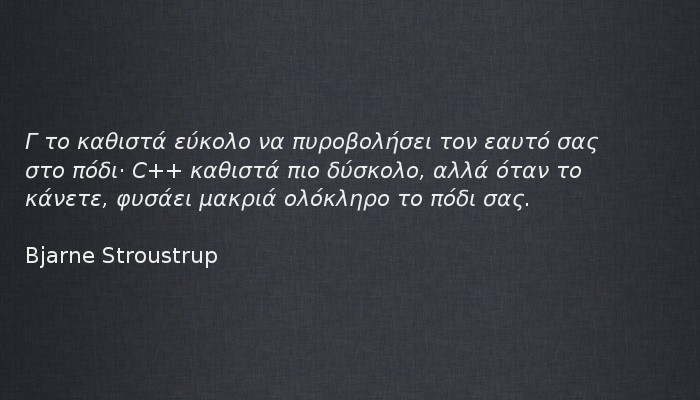 Γ το καθιστά εύκολο να πυροβολήσει τον εαυτό σας
στο πόδι· C++ καθιστά πιο δύσκολο, αλλά όταν το
κάνετε, φυσάει μακριά ολόκληρο το πόδι σας.
Bjarne Stroustrup